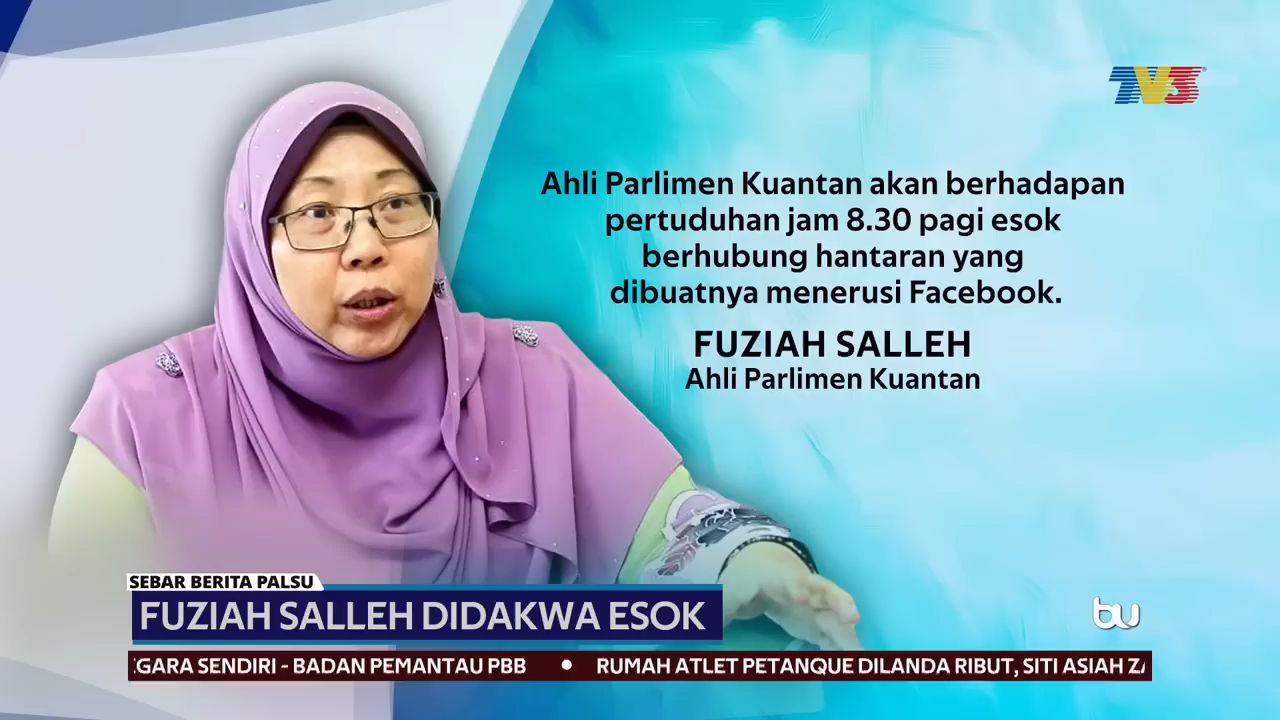 TV3
Ahli Parlimen Kuantan akan berhadapan
pertuduhan jam 8.30 pagi esok
berhubung hantaran yang
dibuatnya menerusi Facebook.
FUZIAH SALLEH
Ahli Parlimen Kuantan
SEBAR BERITA PALSU
FUZIAH SALLEH DIDAKWA ESOK
bu
SENDIRI - BADAN PEMANTAU PBB • RUMAH ATLET PETANQUE DILANDA RIBUT, SITI ASIAH